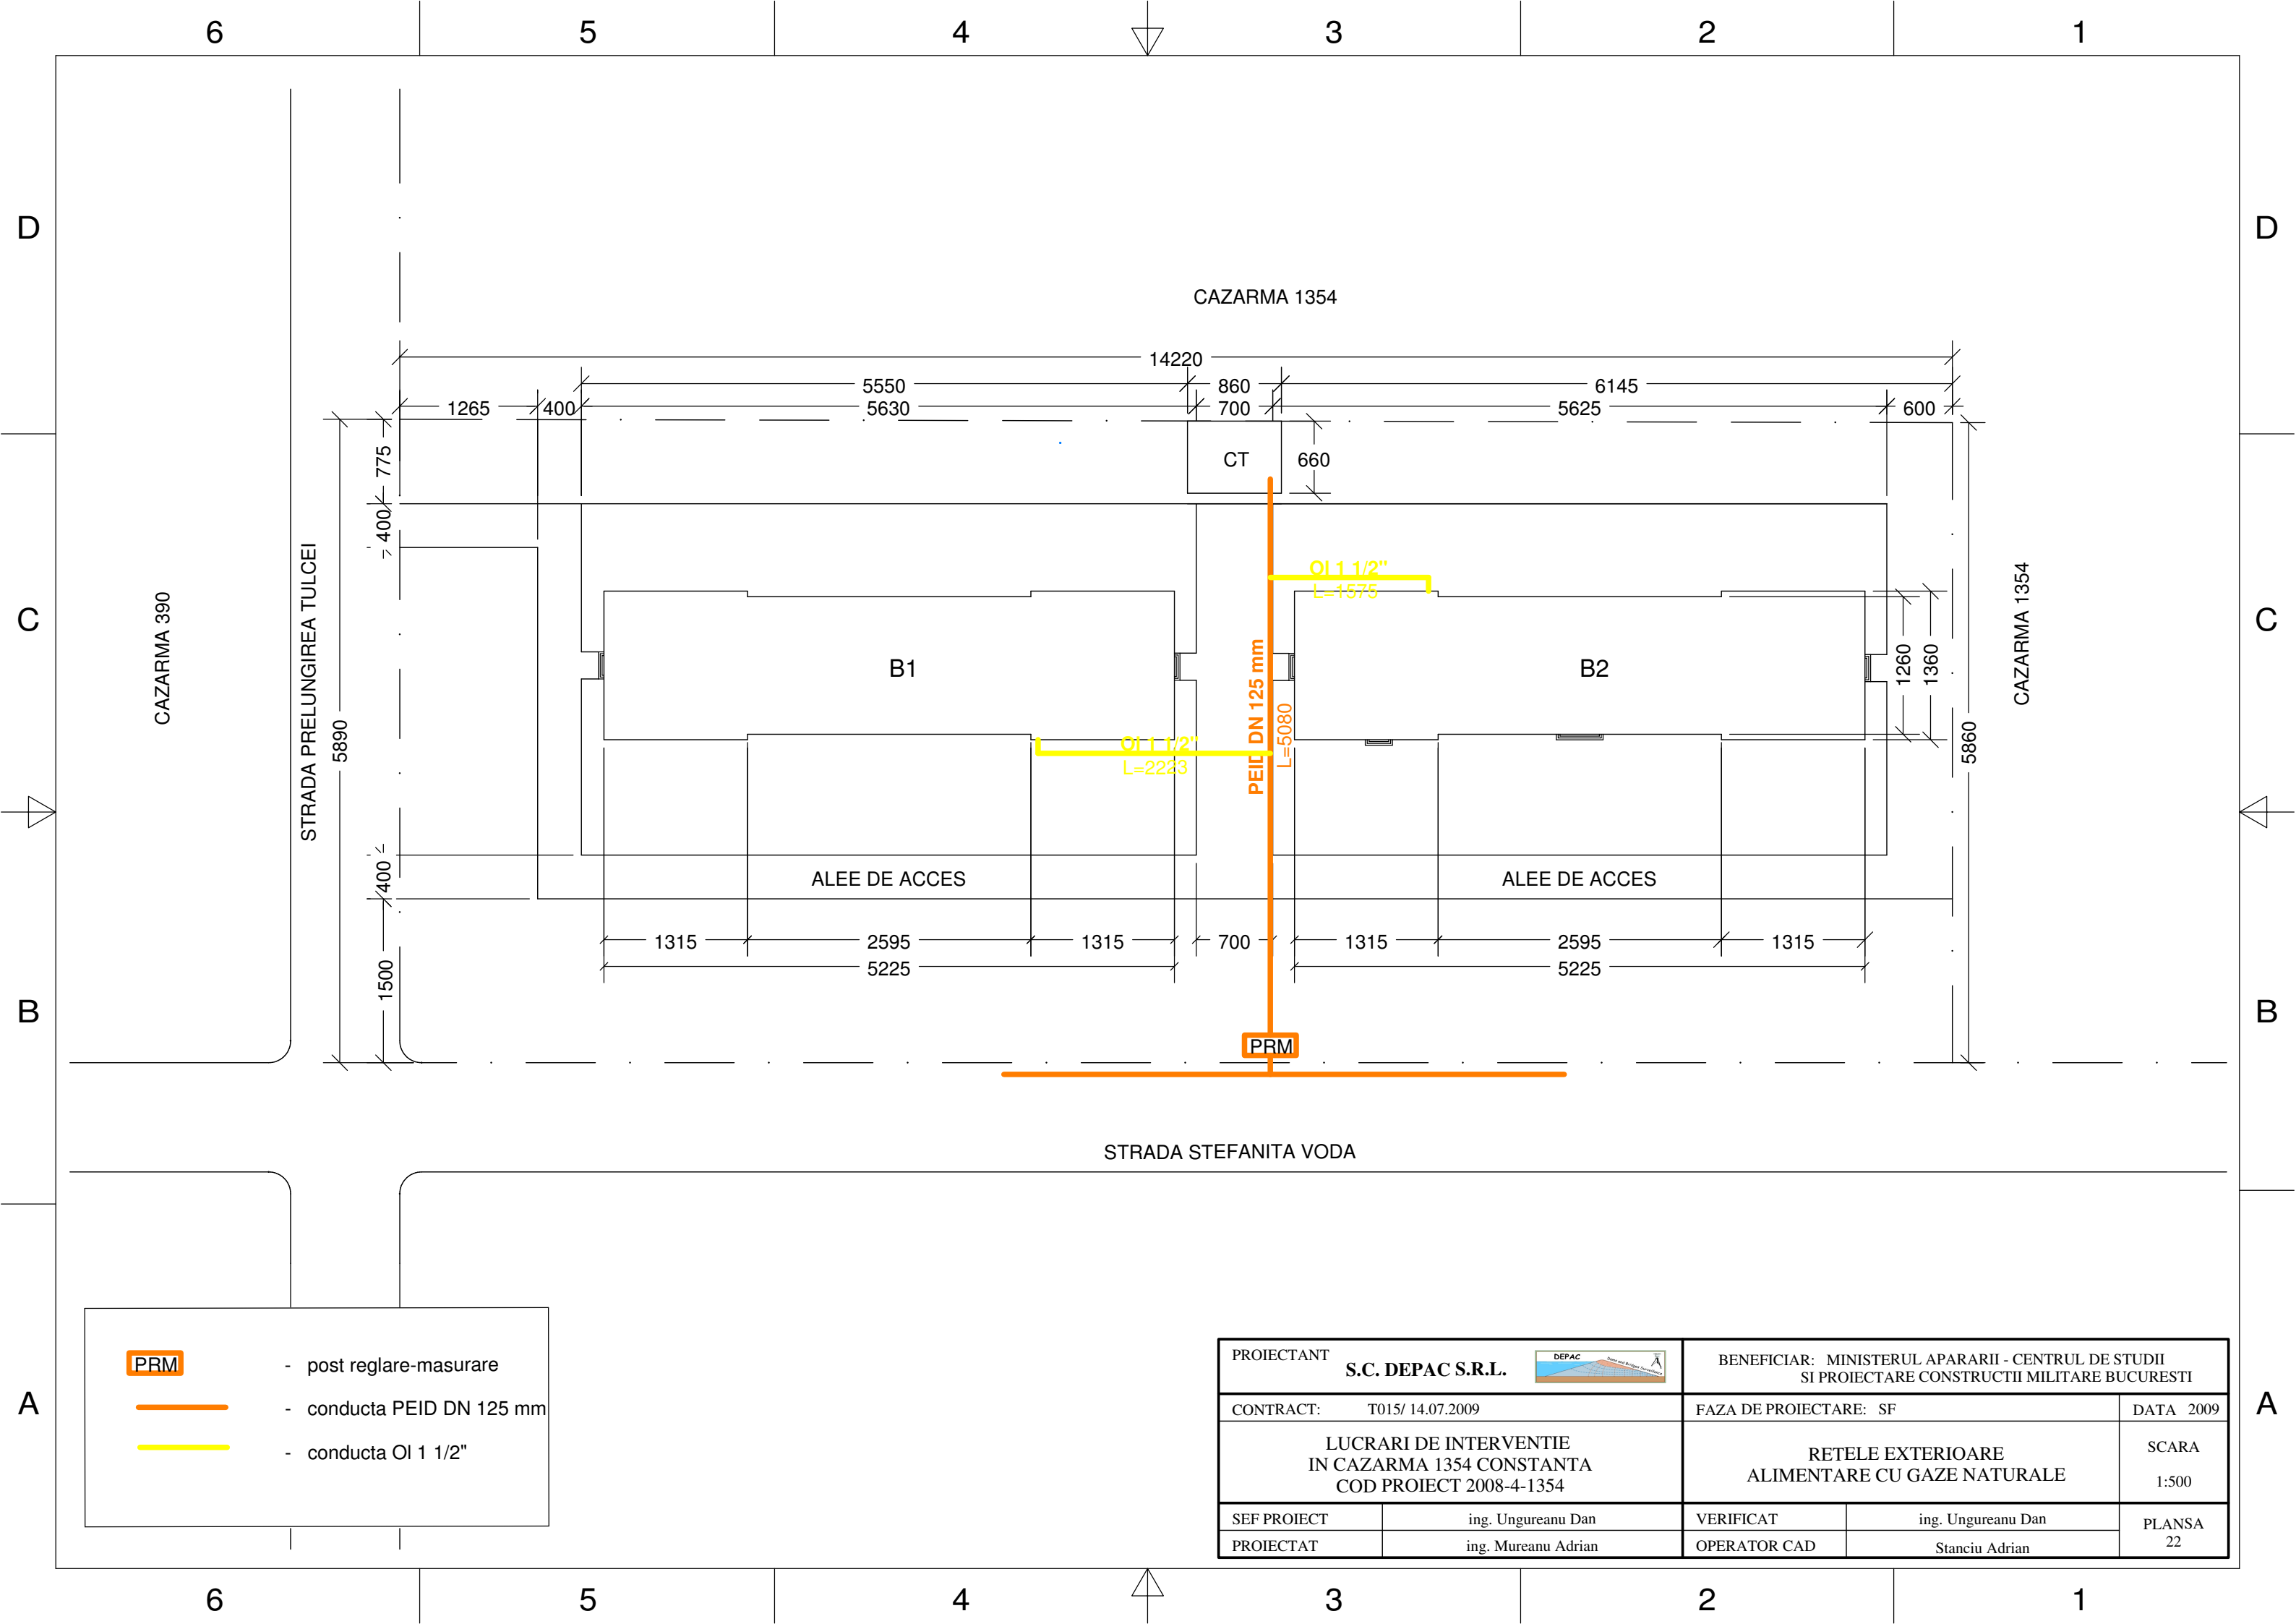 6 5 4 3 2 1
D D
CAZARMA 1354
14220
5550 860 6145
1265 400 5630 700 5625 600
775
CT 660
400
CAZARMA 390
STRADA PRELUNGIREA TULCEI
5890
C C
Ol 1 1/2"
L=1575
B1 B2
PEID DN 125 mm
L=5080
1260 1360
CAZARMA 1354
5860
Ol 1 1/2"
L=2223
400
ALEE DE ACCES ALEE DE ACCES
1315 2595 1315 700 1315 2595 1315
5225 5225
1500
B B
PRM
STRADA STEFANITA VODA
PRM - post reglare-masurare
- conducta PEID DN 125 mm
- conducta Ol 1 1/2"
A A
PROIECTANT
S.C. DEPAC S.R.L.
DEPAC
BENEFICIAR: MINISTERUL APARARII - CENTRUL DE STUDII
SI PROIECTARE CONSTRUCTII MILITARE BUCURESTI
CONTRACT: T015/ 14.07.2009
FAZA DE PROIECTARE: SF
DATA 2009
LUCRARI DE INTERVENTIE
IN CAZARMA 1354 CONSTANTA
COD PROIECT 2008-4-1354
RETELE EXTERIOARE
ALIMENTARE CU GAZE NATURALE
SCARA
1:500
SEF PROIECT ing. Ungureanu Dan
VERIFICAT ing. Ungureanu Dan
PROIECTAT ing. Mureanu Adrian
OPERATOR CAD Stanciu Adrian
PLANSA
22
6 5 4 3 2 1